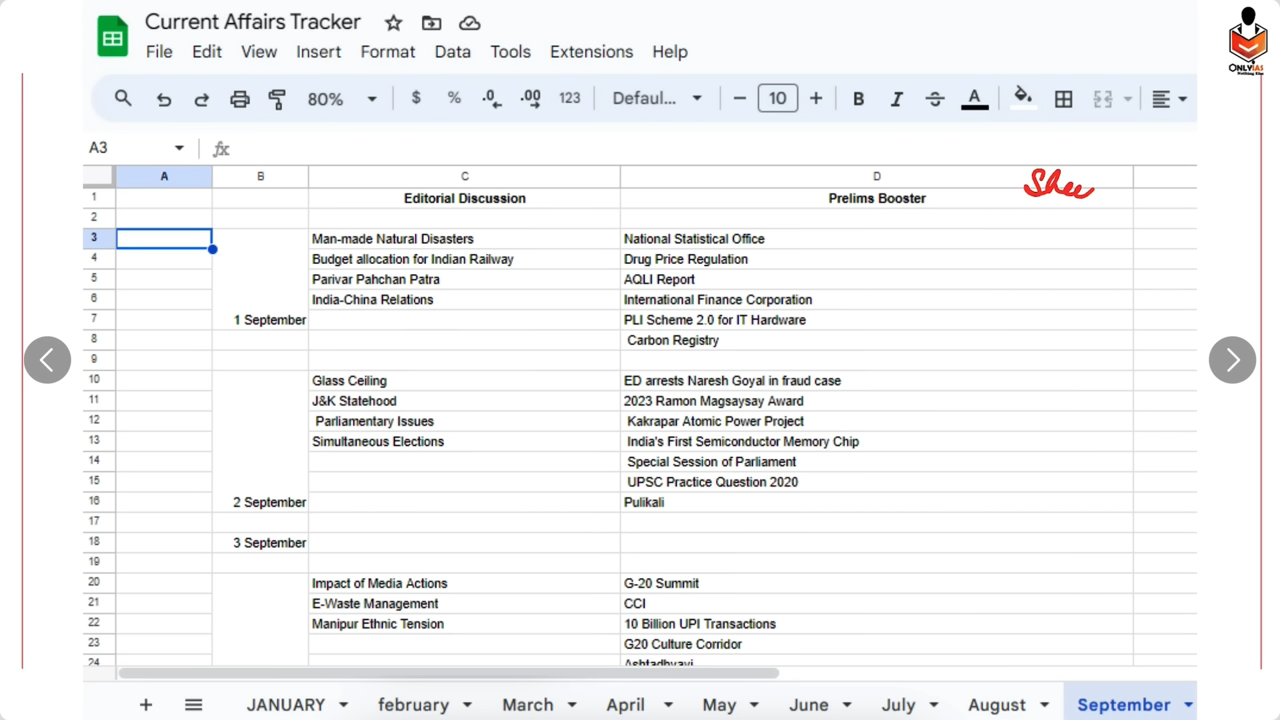 Current Affairs Tracker
File Edit View Insert Format Data Tools Extensions Help
80% $ % .0 .00 123 Defaul... 10 B I S A
A3 fx
A B C D
1 Editorial Discussion Prelims Booster
2
3 Man-made Natural Disasters National Statistical Office
4 Budget allocation for Indian Railway Drug Price Regulation
5 Parivar Pahchan Patra AQLI Report
6 India-China Relations International Finance Corporation
7 1 September PLI Scheme 2.0 for IT Hardware
8 Carbon Registry
9
10 Glass Ceiling ED arrests Naresh Goyal in fraud case
11 J&K Statehood 2023 Ramon Magsaysay Award
12 Parliamentary Issues Kakrapar Atomic Power Project
13 Simultaneous Elections India's First Semiconductor Memory Chip
14 Special Session of Parliament
15 UPSC Practice Question 2020
16 2 September Pulikali
17
18 3 September
19
20 Impact of Media Actions G-20 Summit
21 E-Waste Management CCI
22 Manipur Ethnic Tension 10 Billion UPI Transactions
23 G20 Culture Corridor
24 Ashtadhyayi
+ JANUARY february March April May June July August September
ONLYIAS
Nothing Else